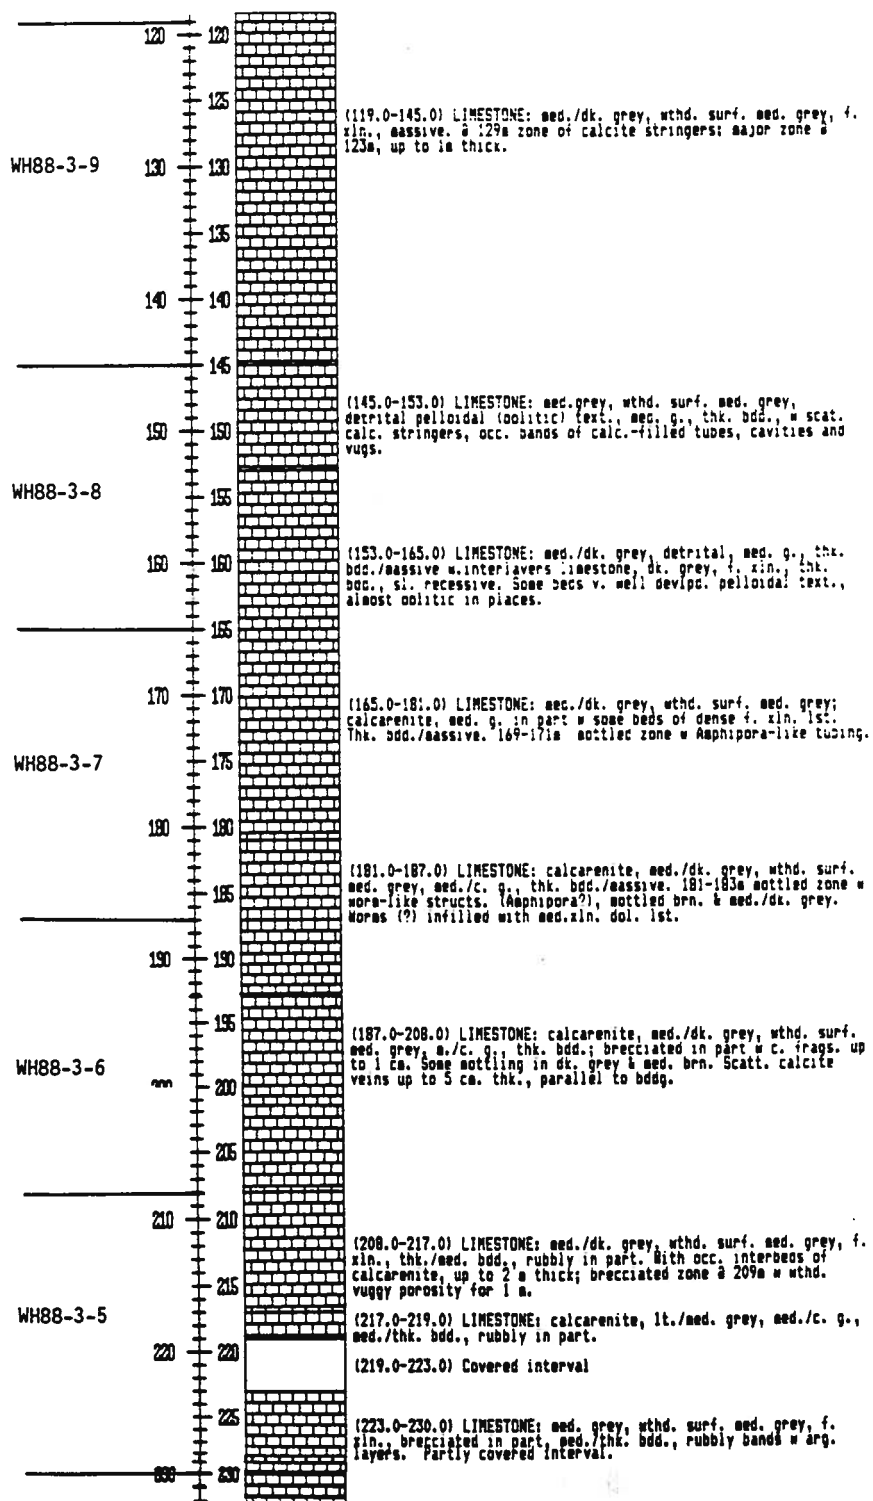 120 120
125
(119.0-145.0) LIMESTONE: med./dk. grey, wthd. surf. med. grey, f.
xln., massive. @ 129m zone of calcite stringers; major zone @
123m, up to 1m thick.
WH88-3-9
130 130
135
140 140
145
(145.0-153.0) LIMESTONE: med.grey, wthd. surf. med. grey,
detrital pelloidal (oolitic) text., med. g., thk. bdd., w scat.
calc. stringers, occ. bands of calc.-filled tubes, cavities and
vugs.
150 150
WH88-3-8
155
(153.0-165.0) LIMESTONE: med./dk. grey, detrital, med. g., thk.
bdd./massive w.interlayers limestone, dk. grey, f. xln., thk.
bdd., sl. recessive. Some beds v. well devlpd. pelloidal text.,
almost oolitic in places.
160 160
165
(165.0-181.0) LIMESTONE: med./dk. grey, wthd. surf. med. grey;
calcarenite, med. g. in part w some beds of dense f. xln. lst.
Thk. bdd./massive. 169-171m mottled zone w Amphipora-like tubing.
170 170
WH88-3-7
175
180 180
(181.0-187.0) LIMESTONE: calcarenite, med./dk. grey, wthd. surf.
med. grey, med./c. g., thk. bdd./massive. 181-183m mottled zone w
worm-like structs. (Amphipora?), mottled brn. & med./dk. grey.
Worms (?) infilled with med.xln. dol. lst.
185
190 190
195
(187.0-208.0) LIMESTONE: calcarenite, med./dk. grey, wthd. surf.
med. grey, m./c. g., thk. bdd.; brecciated in part w c. frags. up
to 1 cm. Some mottling in dk. grey & med. brn. Scatt. calcite
veins up to 5 cm. thk., parallel to bddg.
WH88-3-6
200
205
210 210
(208.0-217.0) LIMESTONE: med./dk. grey, wthd. surf. med. grey, f.
xln., thk./med. bdd., rubbly in part. With occ. interbeds of
calcarenite, up to 2 m thick; brecciated zone @ 209m w wthd.
vuggy porosity for 1 m.
215
WH88-3-5
(217.0-219.0) LIMESTONE: calcarenite, lt./med. grey, med./c. g.,
med./thk. bdd., rubbly in part.
220 220
(219.0-223.0) Covered interval
225
(223.0-230.0) LIMESTONE: med. grey, wthd. surf. med. grey, f.
xln., brecciated in part, med./thk. bdd., rubbly bands w arg.
layers. Partly covered interval.
230